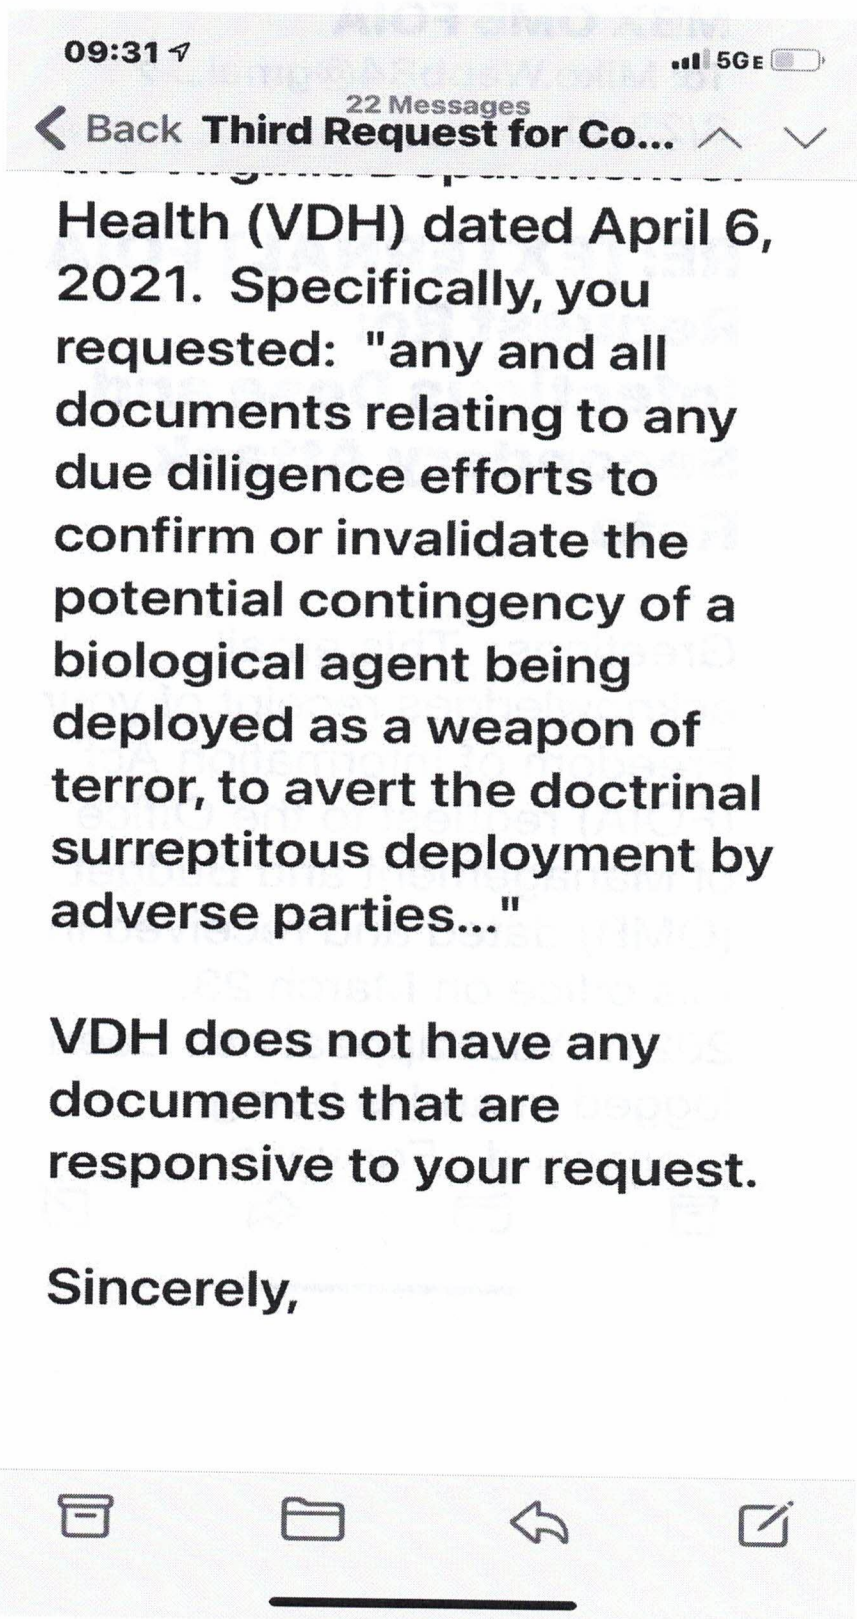 09:31
5GE
22 Messages
Back Third Request for Co...
Health (VDH) dated April 6,
2021. Specifically, you
requested: "any and all
documents relating to any
due diligence efforts to
confirm or invalidate the
potential contingency of a
biological agent being
deployed as a weapon of
terror, to avert the doctrinal
surreptitous deployment by
adverse parties..."
VDH does not have any
documents that are
responsive to your request.
Sincerely,